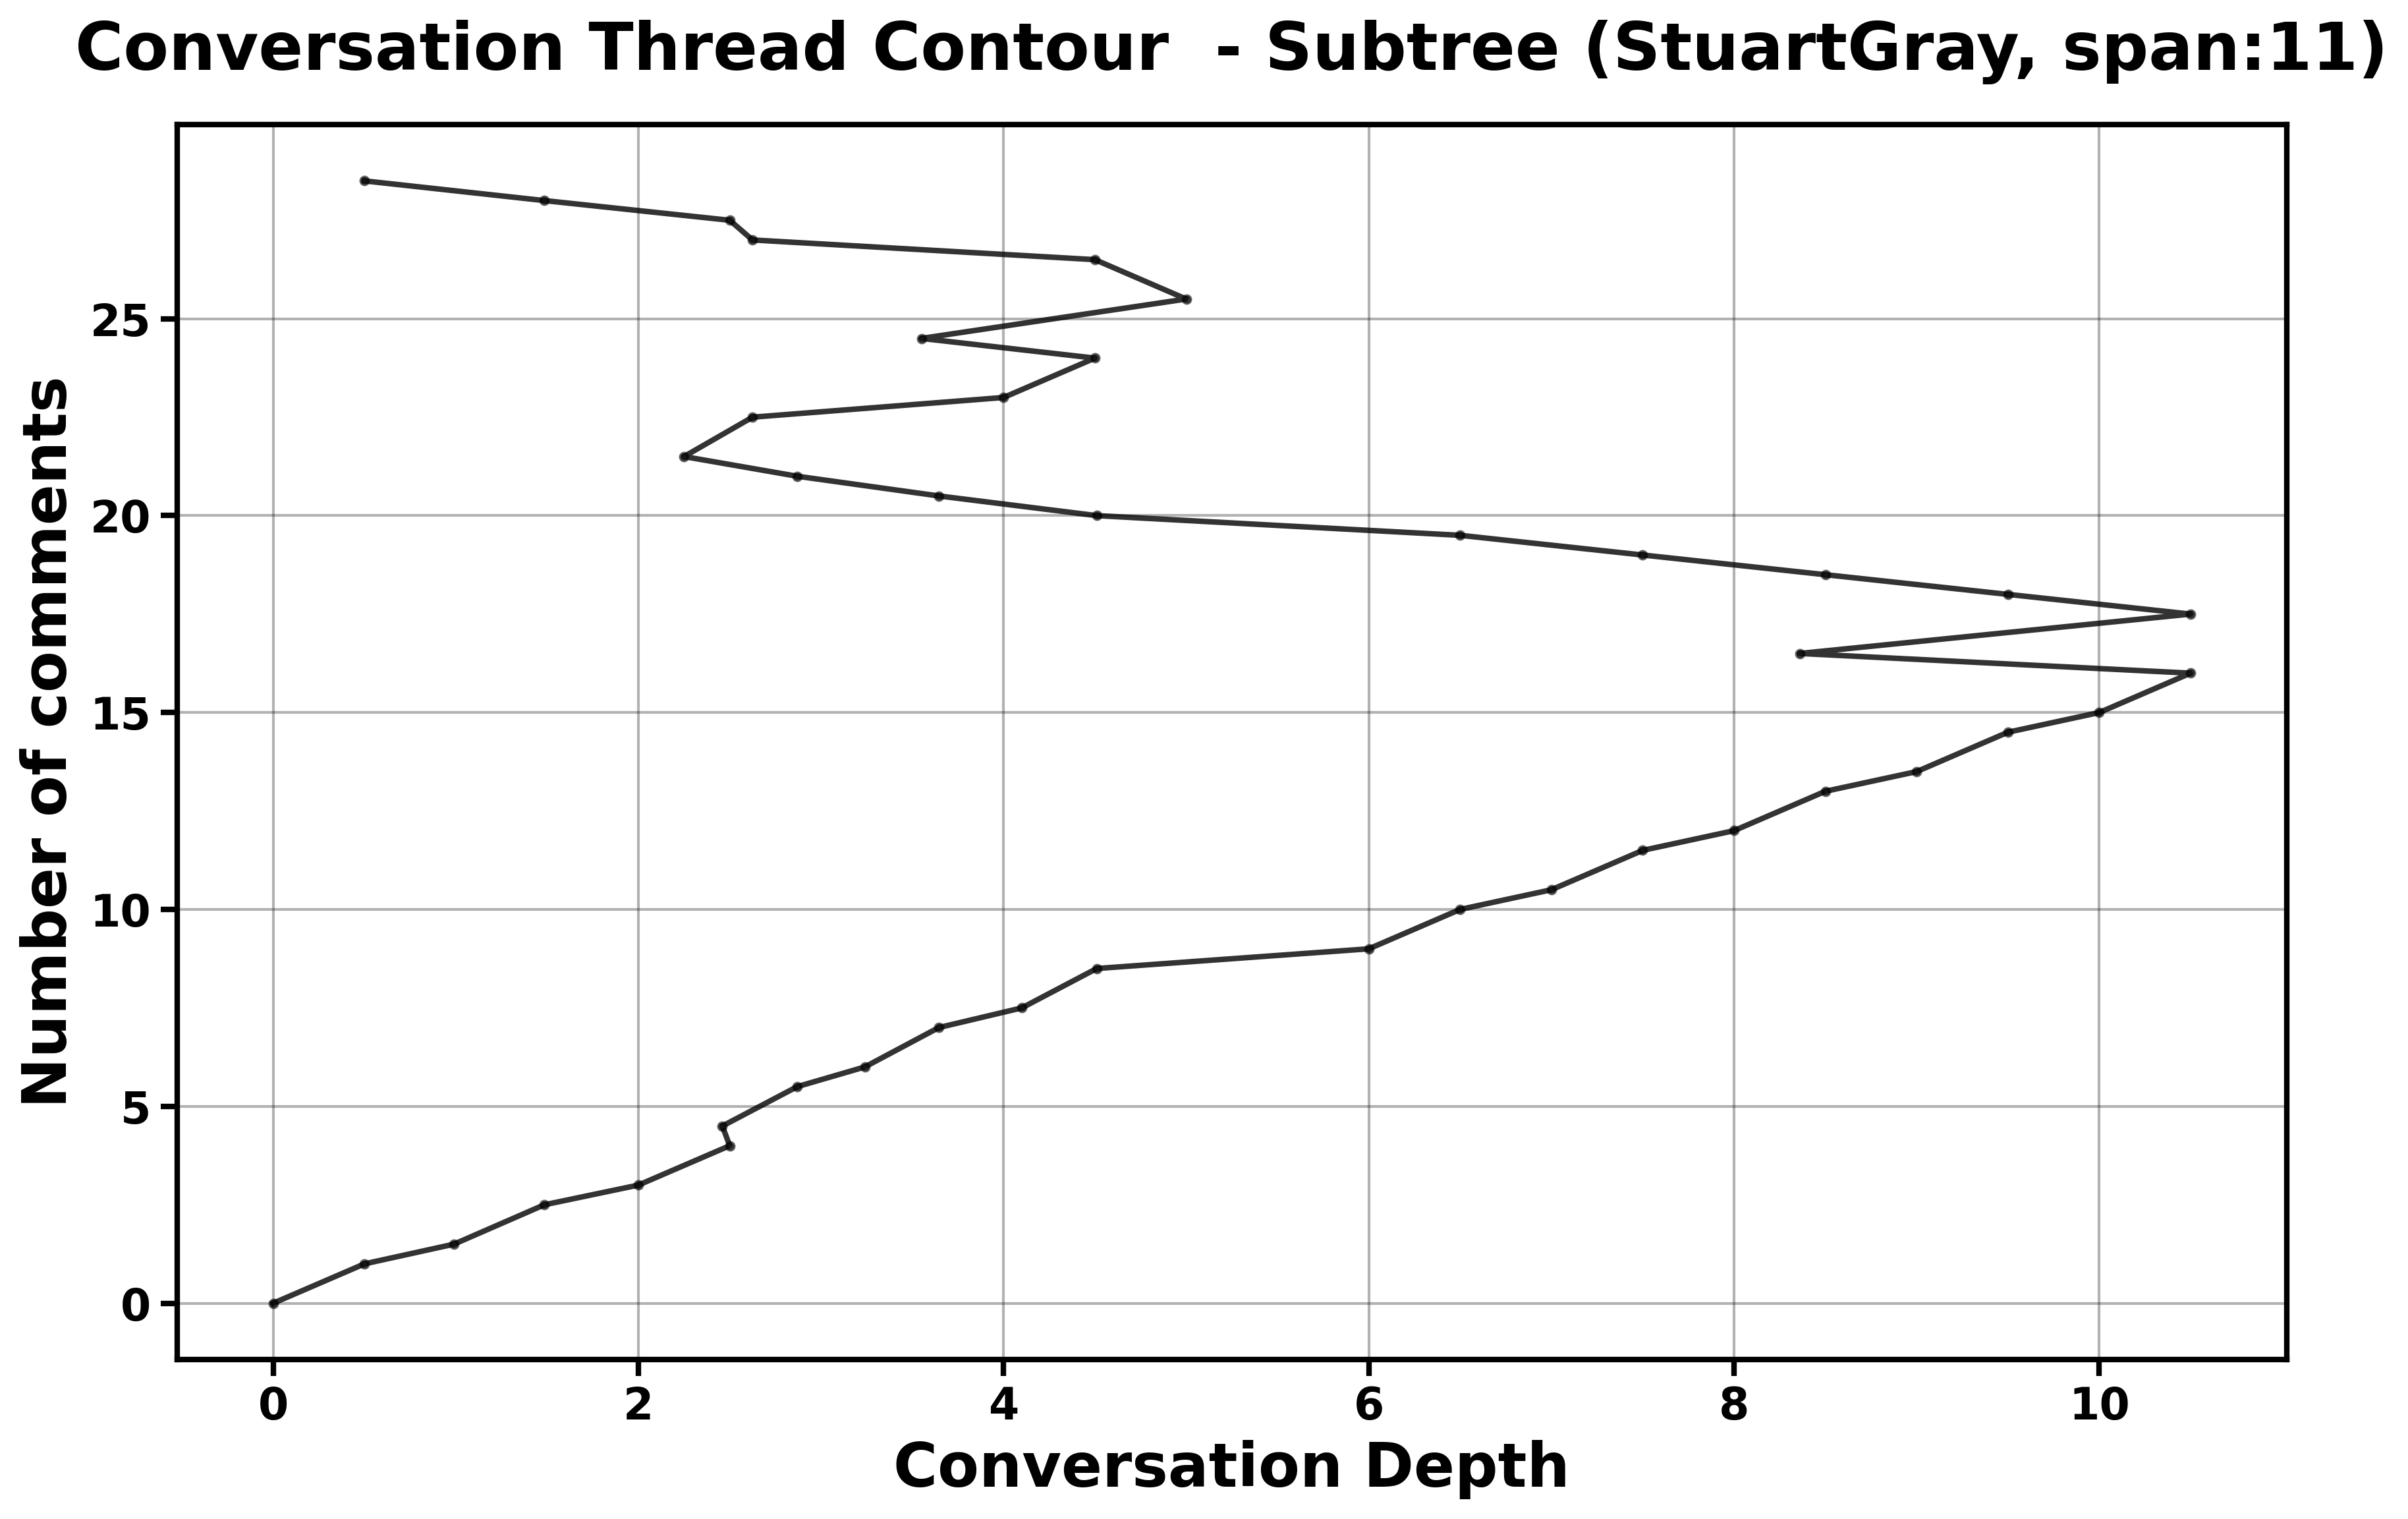 Conversation Thread Contour  - Subtree (StuartGray, span:11)
Number of comments
25
20
15
10
5
0
0 2 4 6 8 10
Conversation Depth